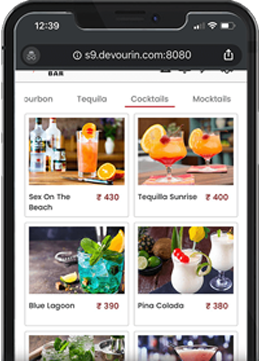 12:39
s9.devourin.com:8080
BAR
ourbon Tequila Cocktails Mocktails
Sex On The
Beach ₹ 430
Tequila Sunrise ₹ 400
Blue Lagoon ₹ 390
Pina Colada ₹ 380